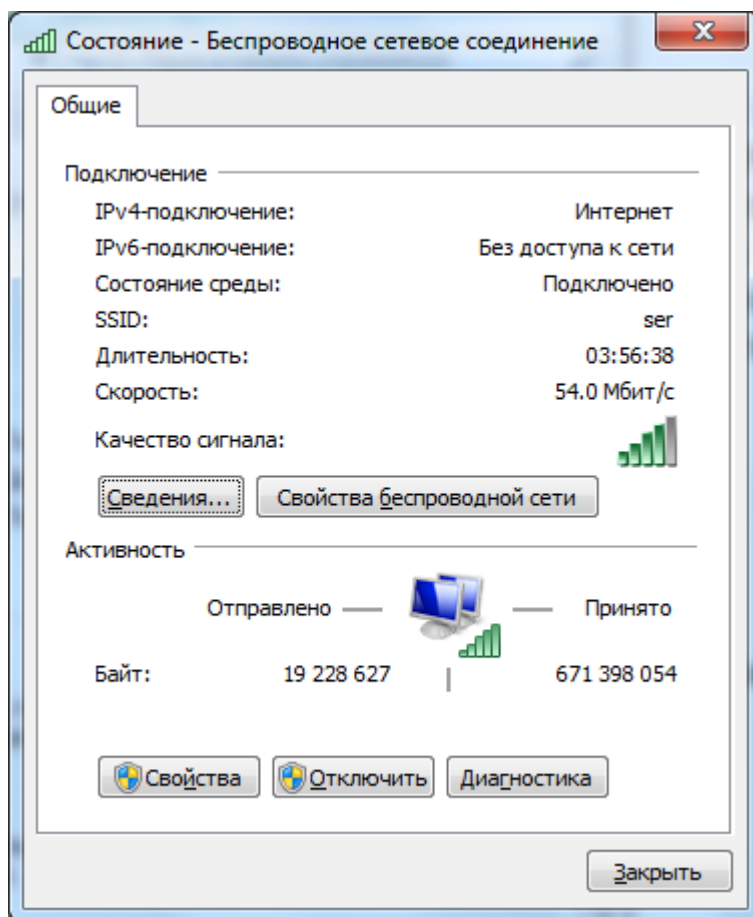 Состояние - Беспроводное сетевое соединение
Общие
Подключение
IPv4-подключение: Интернет
IPv6-подключение: Без доступа к сети
Состояние среды: Подключено
SSID: ser
Длительность: 03:56:38
Скорость: 54.0 Мбит/с
Качество сигнала:
Сведения... Свойства беспроводной сети
Активность
Отправлено — — Принято
Байт: 19 228 627 671 398 054
Свойства Отключить Диагностика
Закрыть